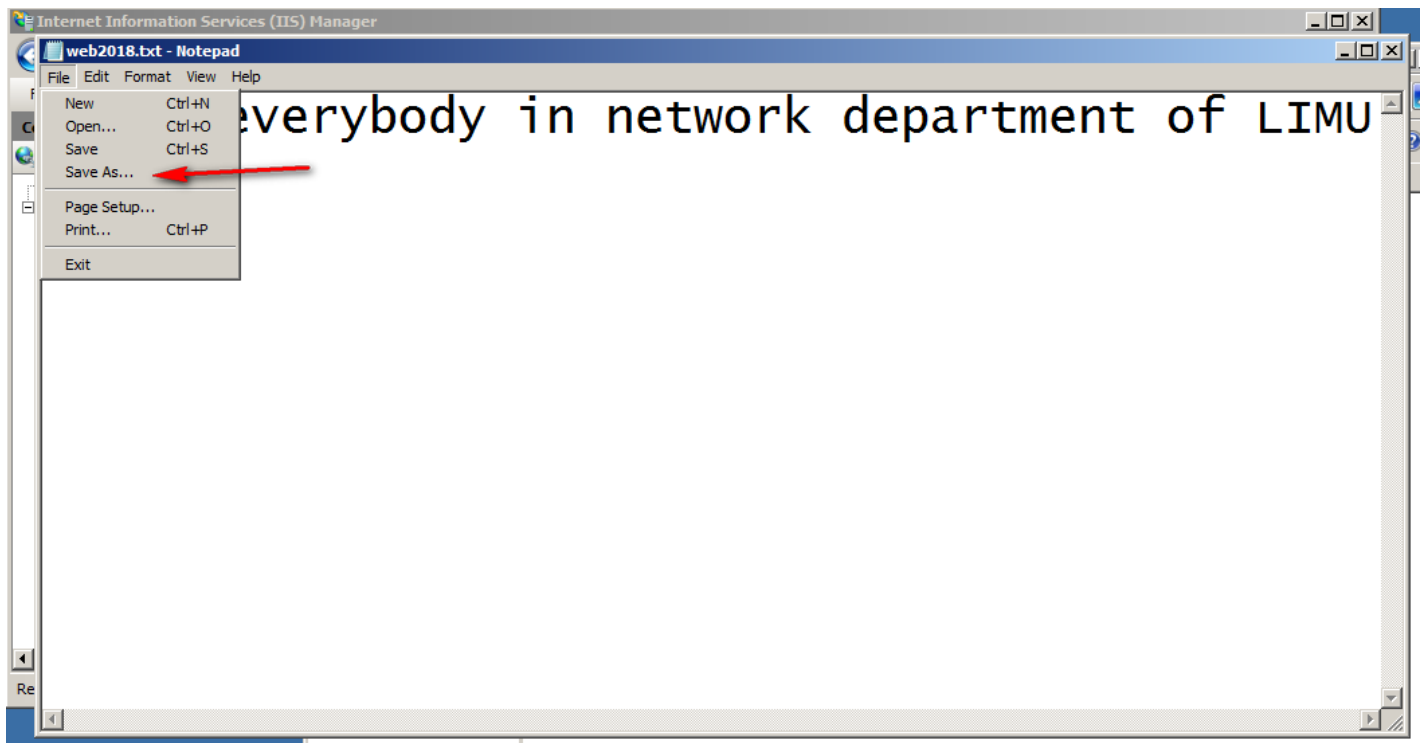 Internet Information Services (IIS) Manager
web2018.txt - Notepad
File Edit Format View Help
everybody in network department of LIMU
New Ctrl+N
Open... Ctrl+O
Save Ctrl+S
Save As...
Page Setup...
Print... Ctrl+P
Exit
Re